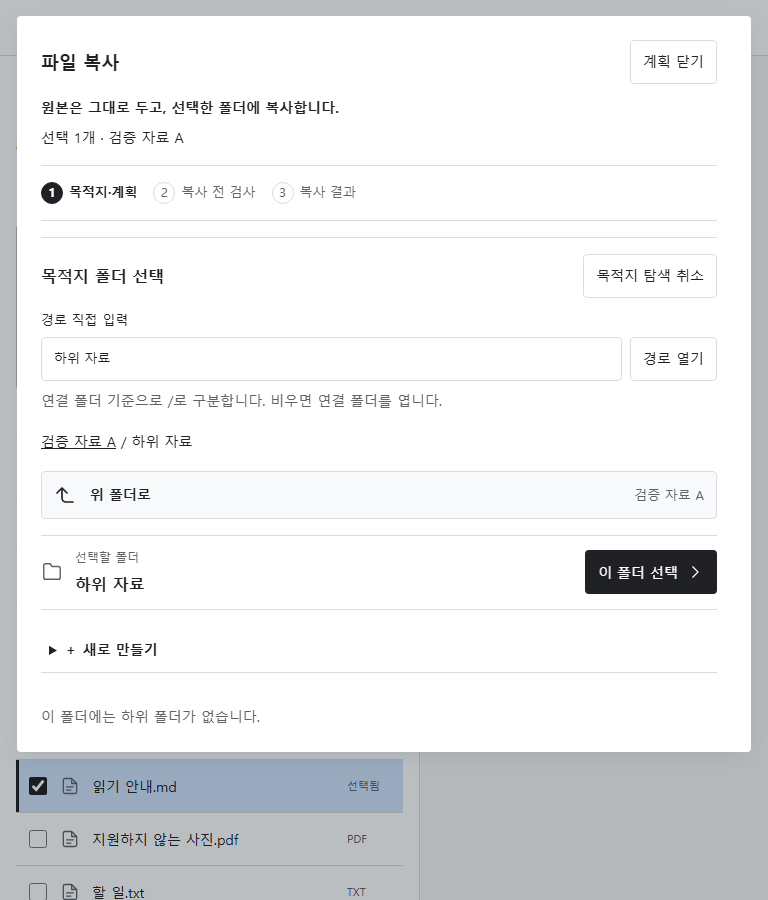 파일 복사
계획 닫기
원본은 그대로 두고, 선택한 폴더에 복사합니다.
선택 1개 · 검증 자료 A
1 목적지·계획 2 복사 전 검사 3 복사 결과
목적지 폴더 선택
목적지 탐색 취소
경로 직접 입력
하위 자료
경로 열기
연결 폴더 기준으로 /로 구분합니다. 비우면 연결 폴더를 엽니다.
검증 자료 A / 하위 자료
위 폴더로
검증 자료 A
선택할 폴더
하위 자료
이 폴더 선택
+ 새로 만들기
이 폴더에는 하위 폴더가 없습니다.
읽기 안내.md
선택됨
지원하지 않는 사진.pdf
PDF
할 일.txt
TXT